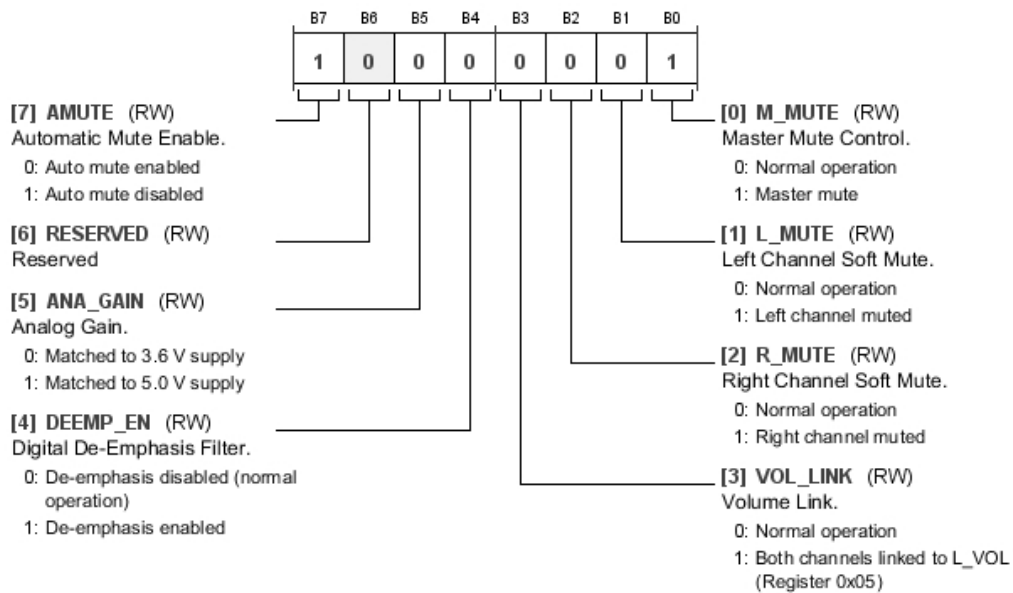 B7 B6 B5 B4 B3 B2 B1 B0
1 0 0 0 0 0 0 1
[7] AMUTE (RW)
Automatic Mute Enable.
0: Auto mute enabled
1: Auto mute disabled
[6] RESERVED (RW)
Reserved
[5] ANA_GAIN (RW)
Analog Gain.
0: Matched to 3.6 V supply
1: Matched to 5.0 V supply
[4] DEEMP_EN (RW)
Digital De-Emphasis Filter.
0: De-emphasis disabled (normal
operation)
1: De-emphasis enabled
[0] M_MUTE (RW)
Master Mute Control.
0: Normal operation
1: Master mute
[1] L_MUTE (RW)
Left Channel Soft Mute.
0: Normal operation
1: Left channel muted
[2] R_MUTE (RW)
Right Channel Soft Mute.
0: Normal operation
1: Right channel muted
[3] VOL_LINK (RW)
Volume Link.
0: Normal operation
1: Both channels linked to L_VOL
(Register 0x05)